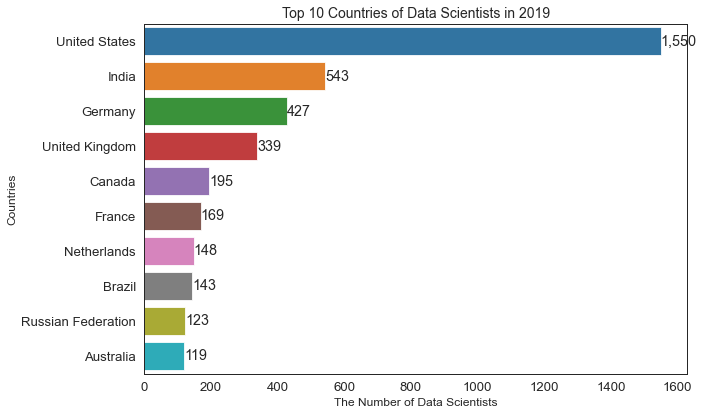 Top 10 Countries of Data Scientists in 2019
Countries
United States 1,550
India 543
Germany 427
United Kingdom 339
Canada 195
France 169
Netherlands 148
Brazil 143
Russian Federation 123
Australia 119
0 200 400 600 800 1000 1200 1400 1600
The Number of Data Scientists